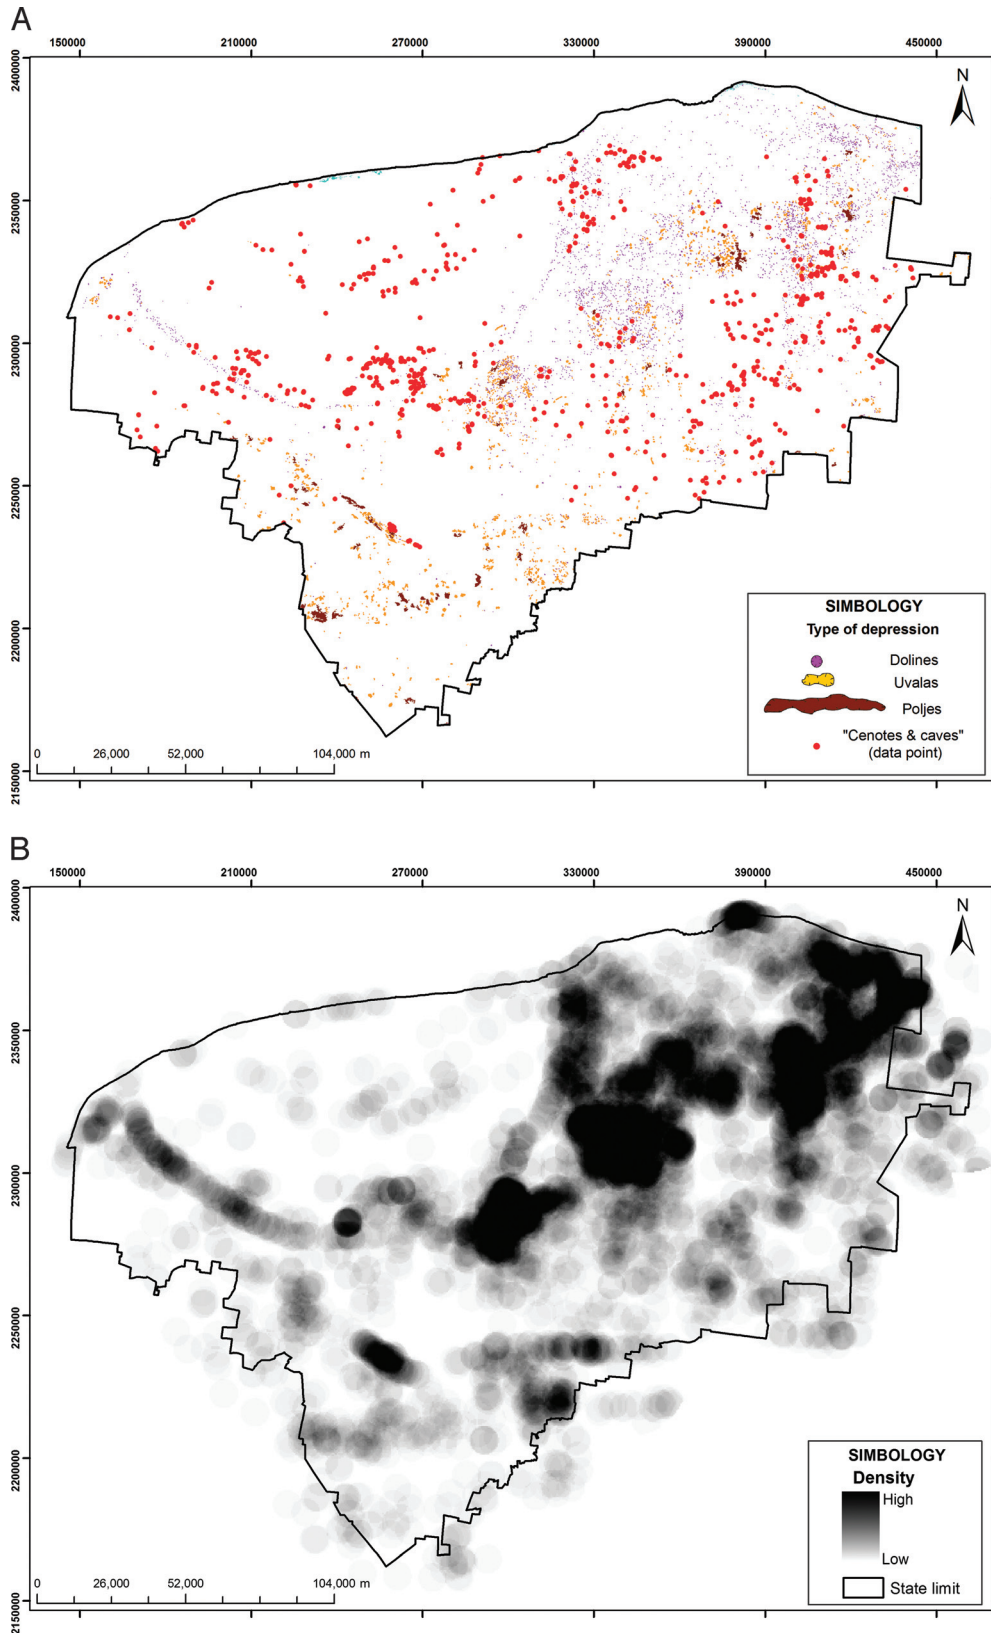 A
150000 210000 270000 330000 390000 450000
2400000
N
2350000
2300000
2250000
2200000
2150000
SIMBOLOGY
Type of depression
Dolines
Uvalas
Poljes
"Cenotes & caves"
(data point)
0 26,000 52,000 104,000 m
B
150000 210000 270000 330000 390000 450000
2400000
N
2350000
2300000
2250000
2200000
2150000
SIMBOLOGY
Density
High
Low
State limit
0 26,000 52,000 104,000 m